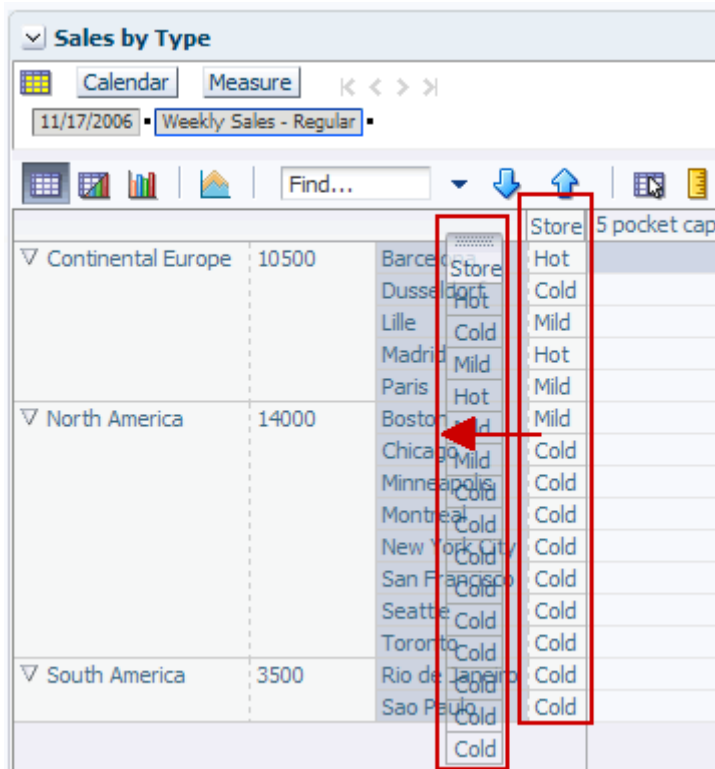 Sales by Type
Calendar Measure
11/17/2006 Weekly Sales - Regular
Find...
Store 5 pocket cap
Continental Europe 10500 Barcelona Store Hot
Dusseldorf Hot Cold
Lille Cold Mild
Madrid Mild Hot
Paris Hot Mild
North America 14000 Boston Mild Mild
Chicago Mild Cold
Minneapolis Cold Cold
Montreal Cold Cold
New York City Cold Cold
San Francisco Cold Cold
Seattle Cold Cold
Toronto Cold Cold
South America 3500 Rio de Janeiro Cold Cold
Sao Paulo Cold Cold
Cold